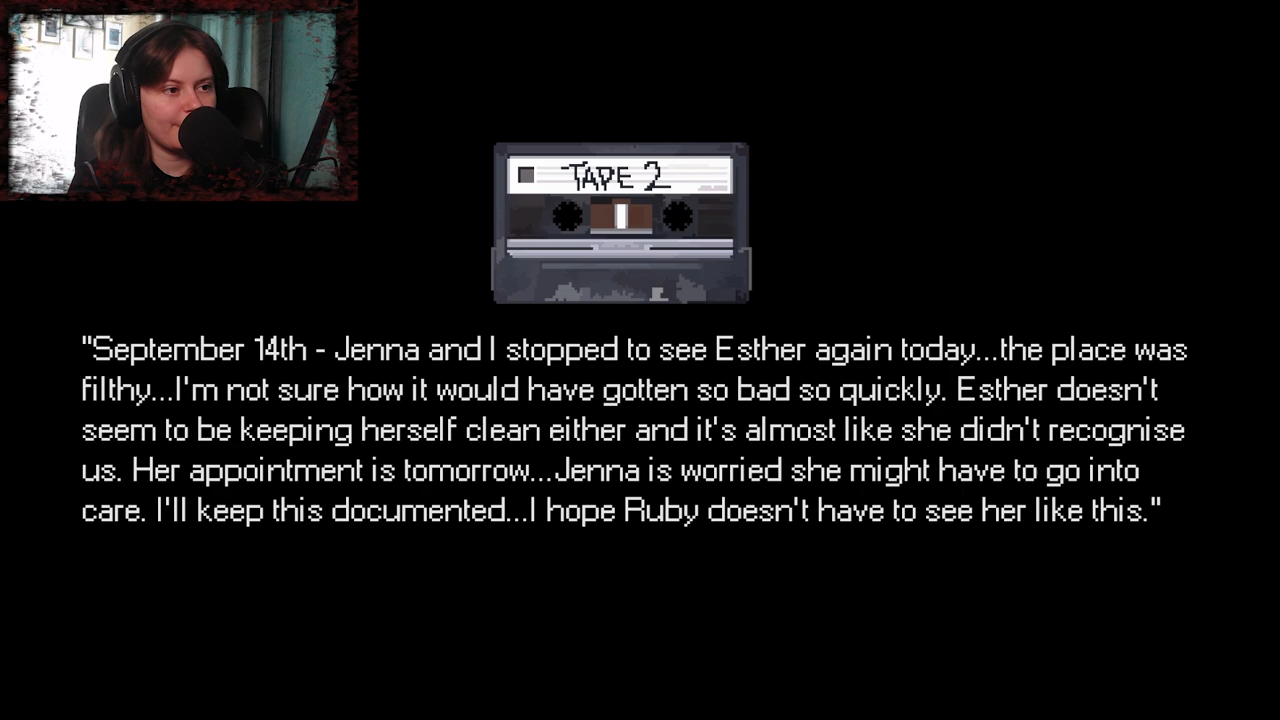 TAPE 2
"September 14th - Jenna and I stopped to see Esther again today...the place was
filthy...I'm not sure how it would have gotten so bad so quickly. Esther doesn't
seem to be keeping herself clean either and it's almost like she didn't recognise
us. Her appointment is tomorrow...Jenna is worried she might have to go into
care. I'll keep this documented...I hope Ruby doesn't have to see her like this."